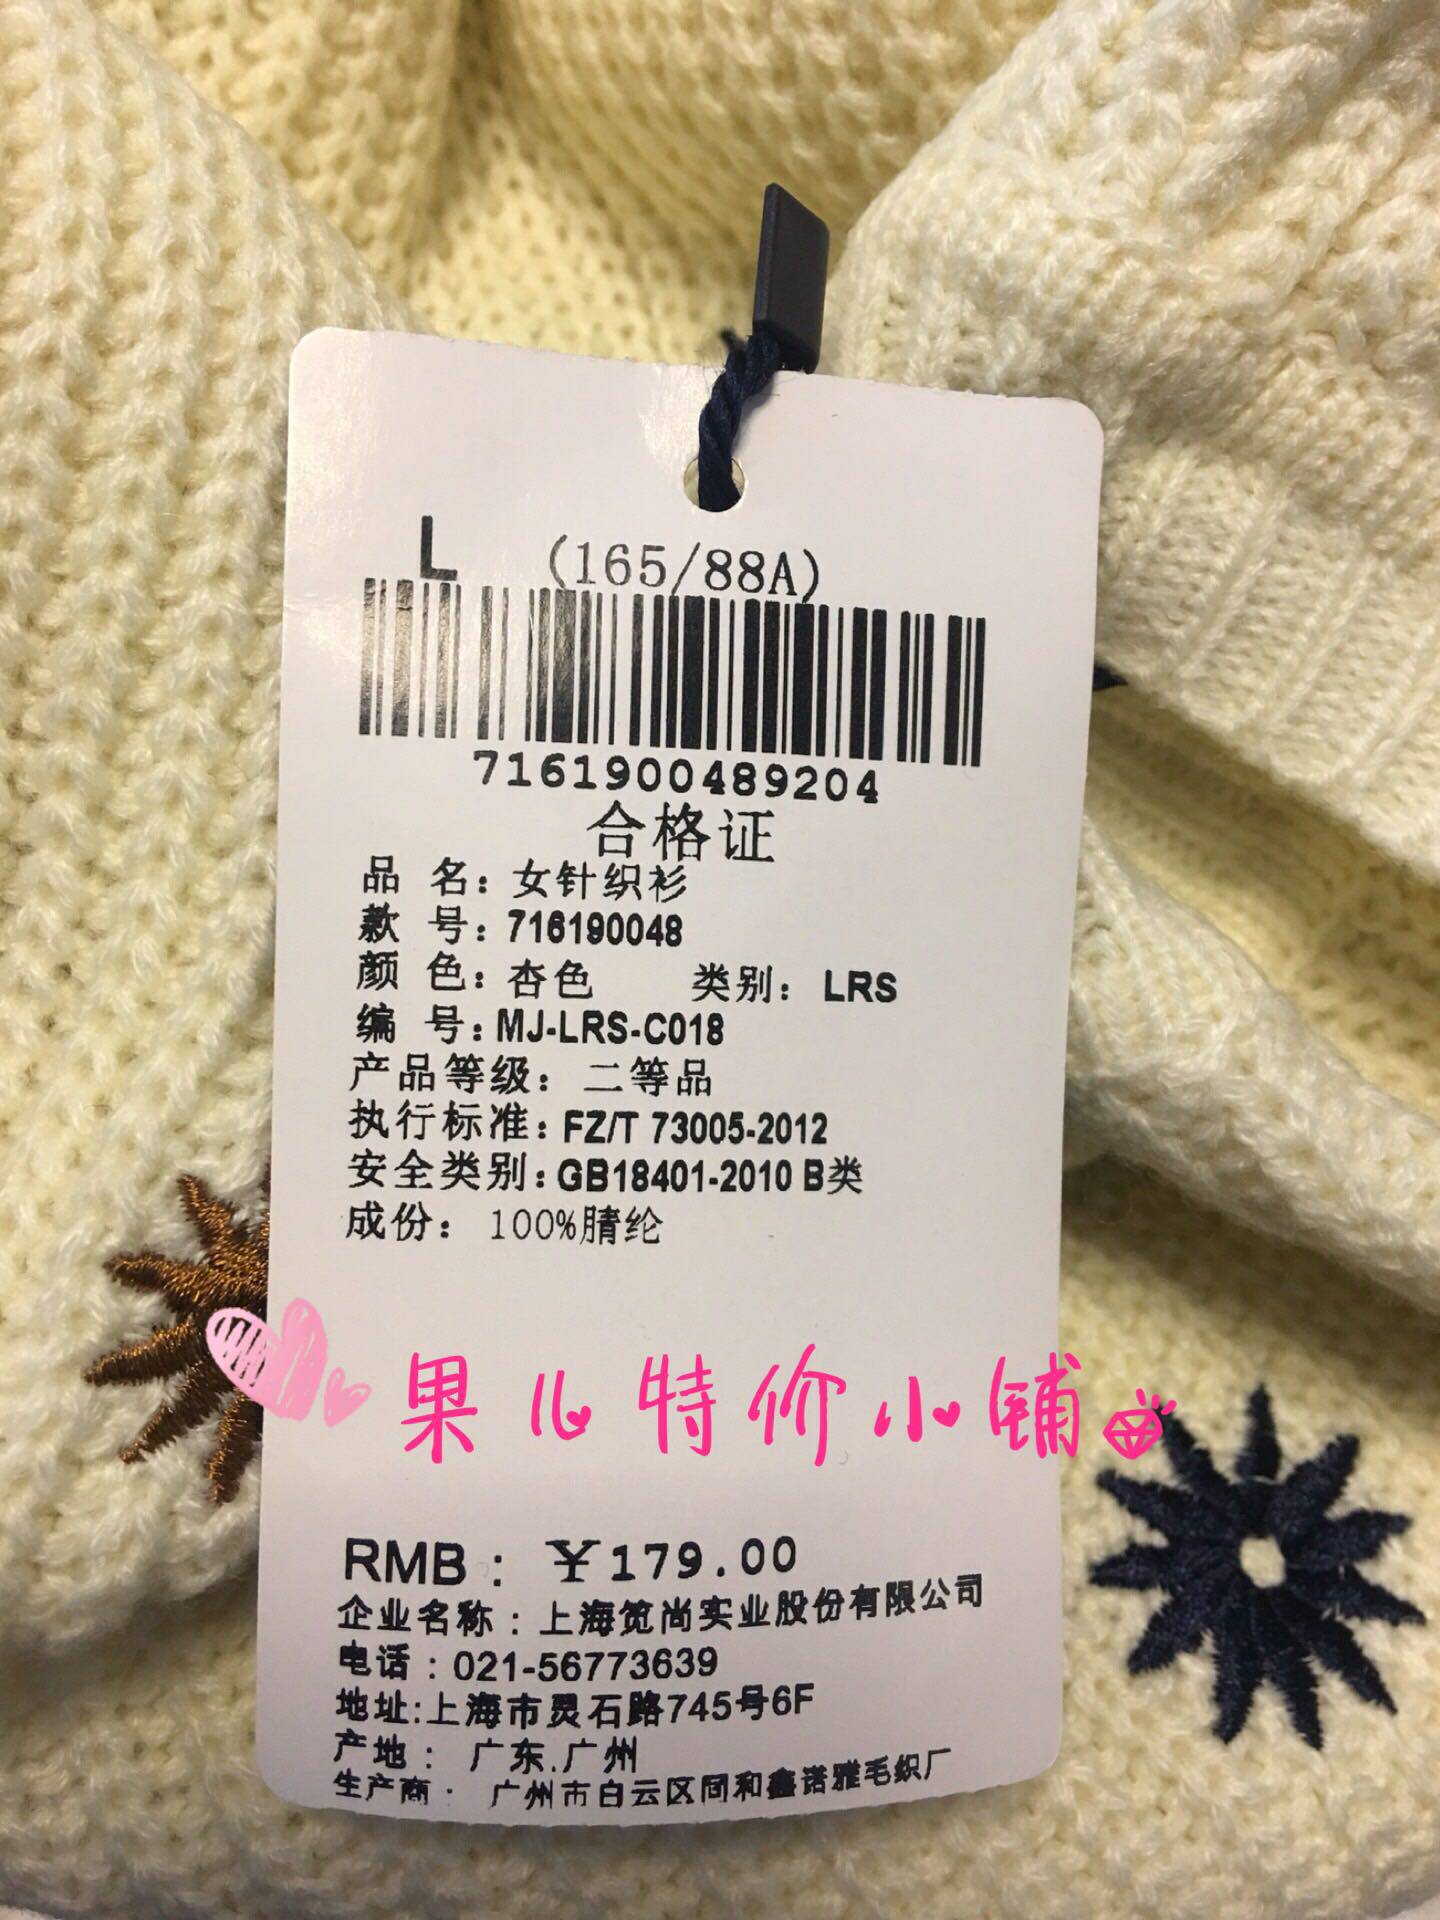 L (165/88A)
7161900489204
合格证
品 名：女针织衫
款 号：716190048
颜 色：杏色 类别：LRS
编 号：MJ-LRS-C018
产品等级：二等品
执行标准：FZ/T 73005-2012
安全类别：GB18401-2010 B类
成份：100%腈纶
果儿特价小铺
RMB：￥179.00
企业名称：上海笕尚实业股份有限公司
电话：021-56773639
地址:上海市灵石路745号6F
产地：广东.广州
生产商：广州市白云区同和鑫诺雅毛织厂